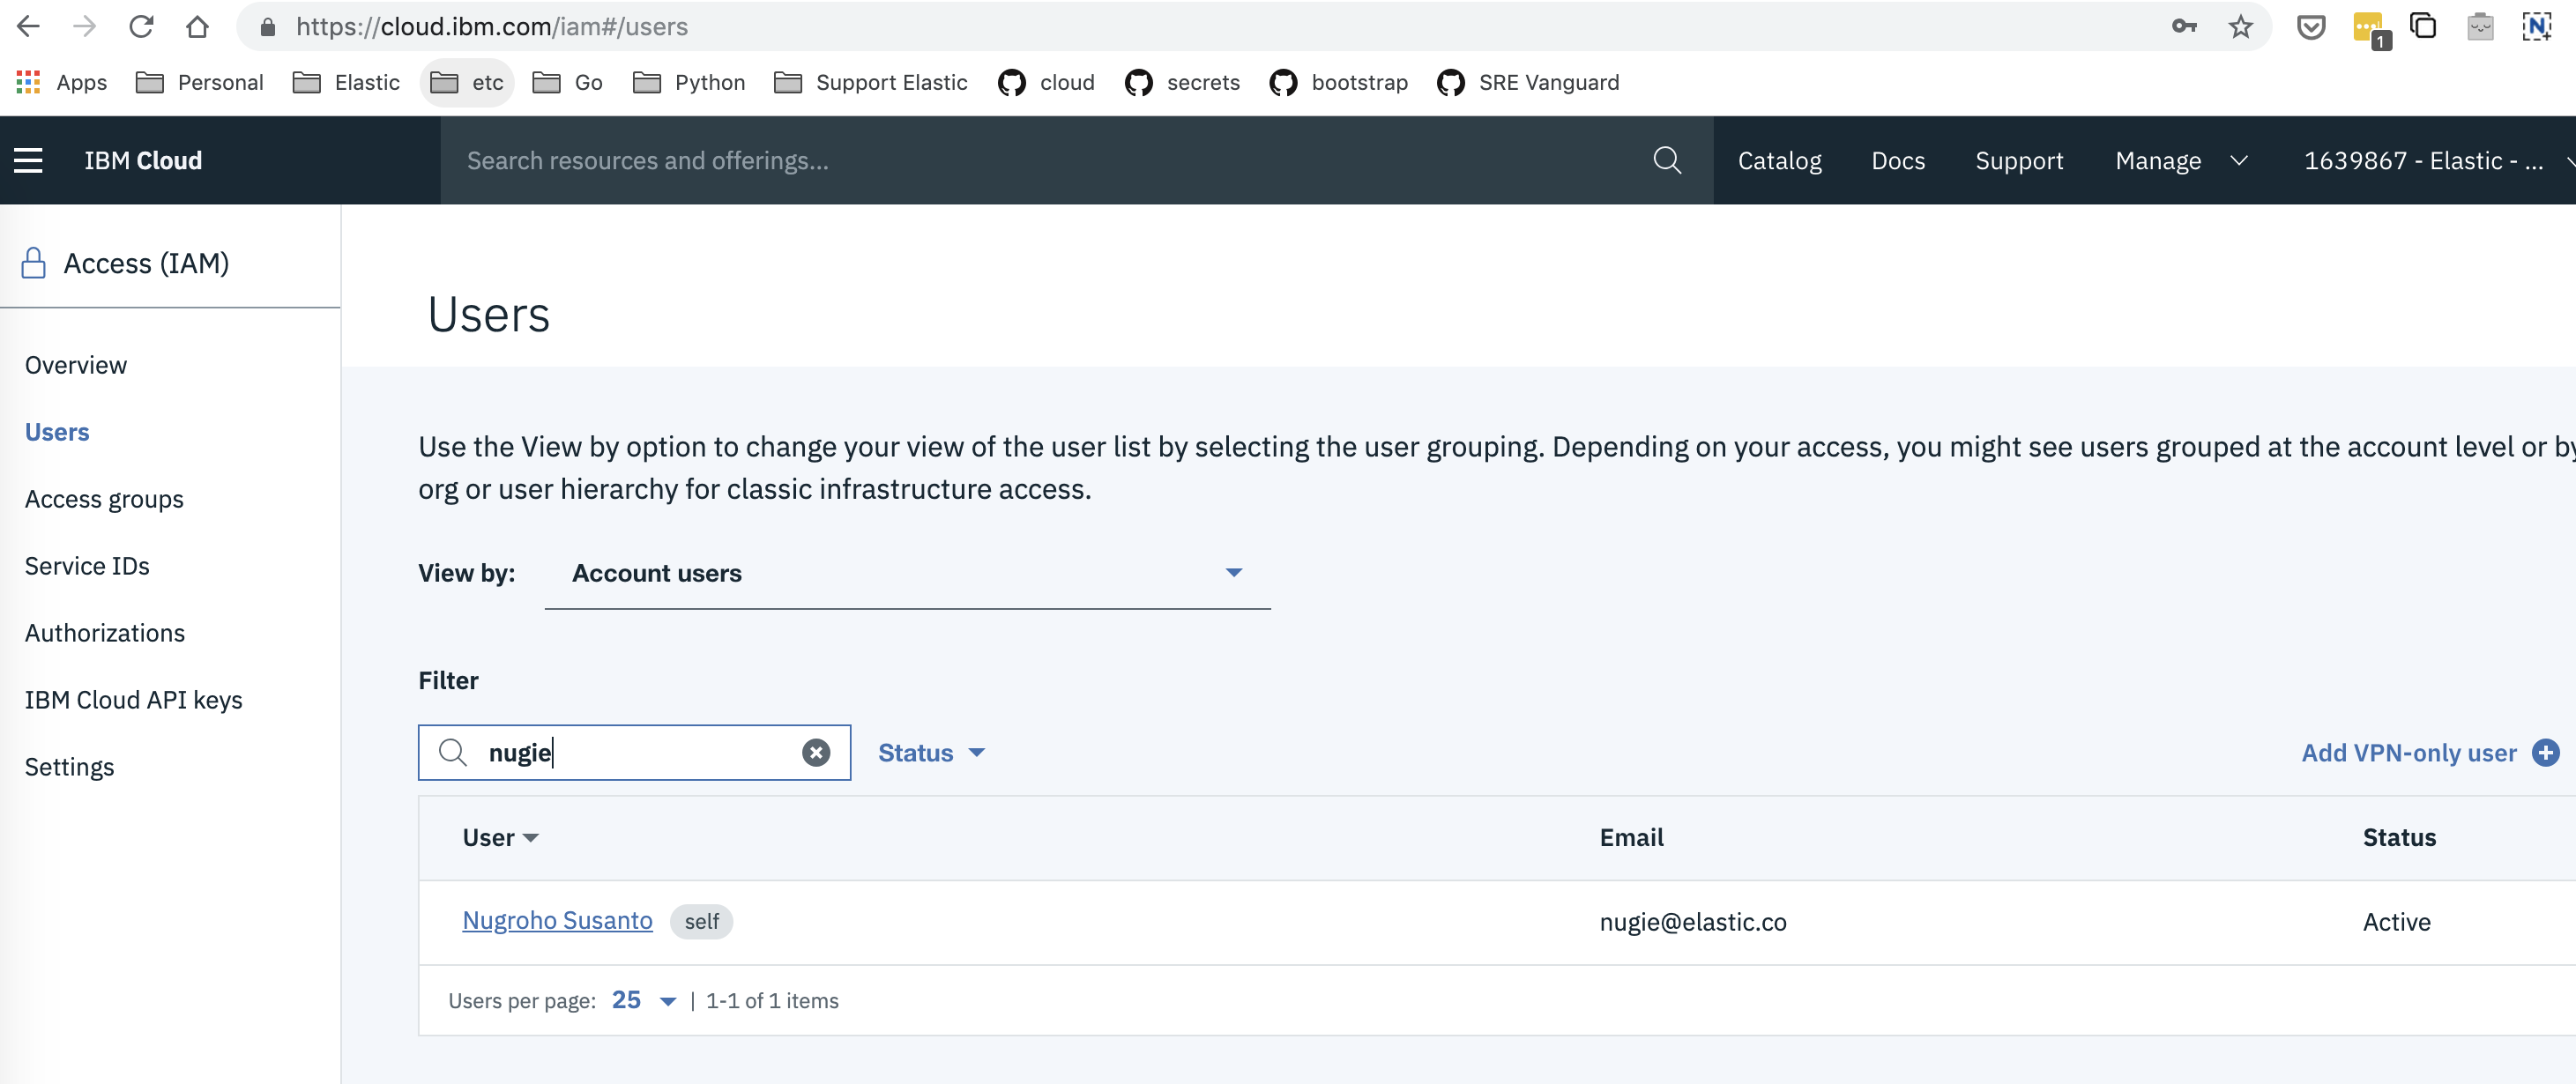 https://cloud.ibm.com/iam#/users
1
Apps Personal Elastic etc Go Python Support Elastic cloud secrets bootstrap SRE Vanguard
IBM Cloud Search resources and offerings... Catalog Docs Support Manage 1639867 - Elastic - ...
Access (IAM)
Overview
Users
Access groups
Service IDs
Authorizations
IBM Cloud API keys
Settings
Users
Use the View by option to change your view of the user list by selecting the user grouping. Depending on your access, you might see users grouped at the account level or by
org or user hierarchy for classic infrastructure access.
View by: Account users
Filter
nugie Status Add VPN-only user
User Email Status
Nugroho Susanto self nugie@elastic.co Active
Users per page: 25 | 1-1 of 1 items